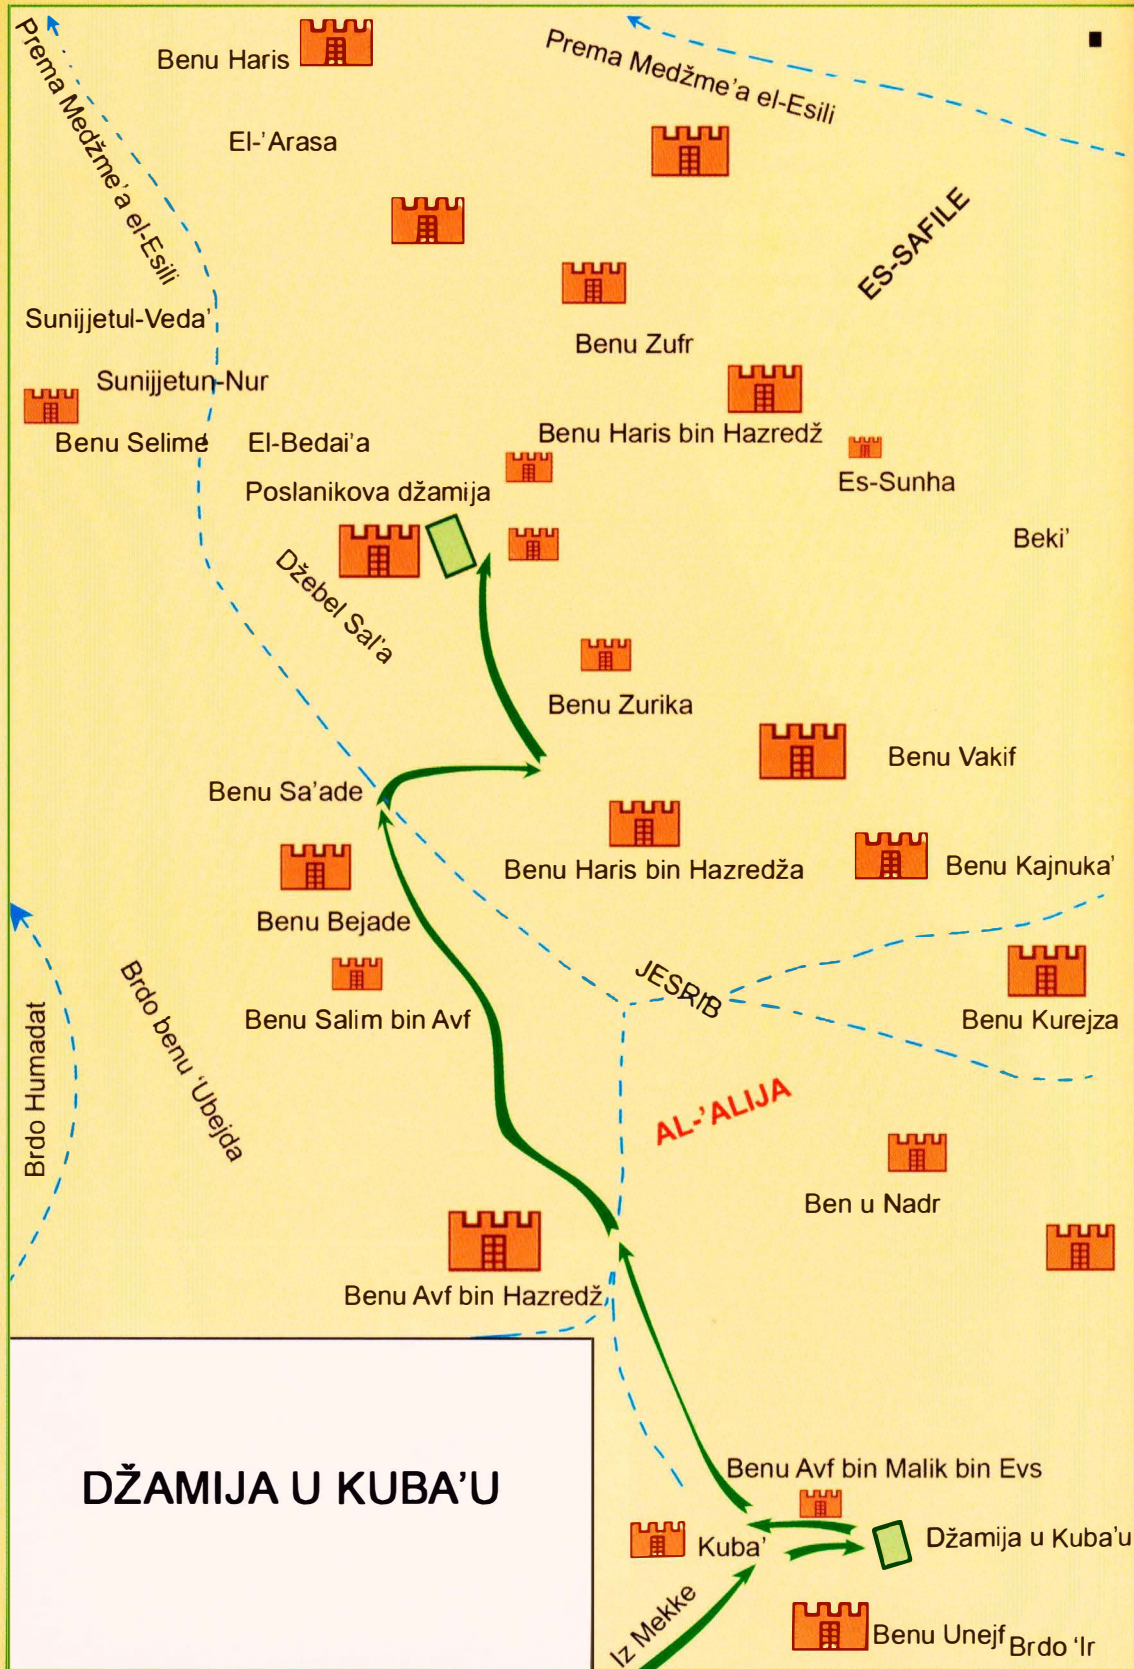 Benu Haris
Prema Medžme'a el-Esili
Prema Medžme'a el-Esili
El-'Arasa
ES-SAFILE
Sunijjetul-Veda'
Benu Zufr
Sunijjetun-Nur
Benu Selime
El-Bedai'a
Benu Haris bin Hazredž
Es-Sunha
Poslanikova džamija
Beki'
Džebel Sal'a
Benu Zurika
Benu Vakif
Benu Sa'ade
Benu Haris bin Hazredža
Benu Kajnuka'
Benu Bejade
JESRIB
Benu Salim bin Avf
Benu Kurejza
Brdo Humadat
Brdo benu 'Ubejda
AL-'ALIJA
Ben u Nadr
Benu Avf bin Hazredž
DŽAMIJA U KUBA'U
Benu Avf bin Malik bin Evs
Kuba'
Džamija u Kuba'u
Iz Mekke
Benu Unejf
Brdo 'Ir